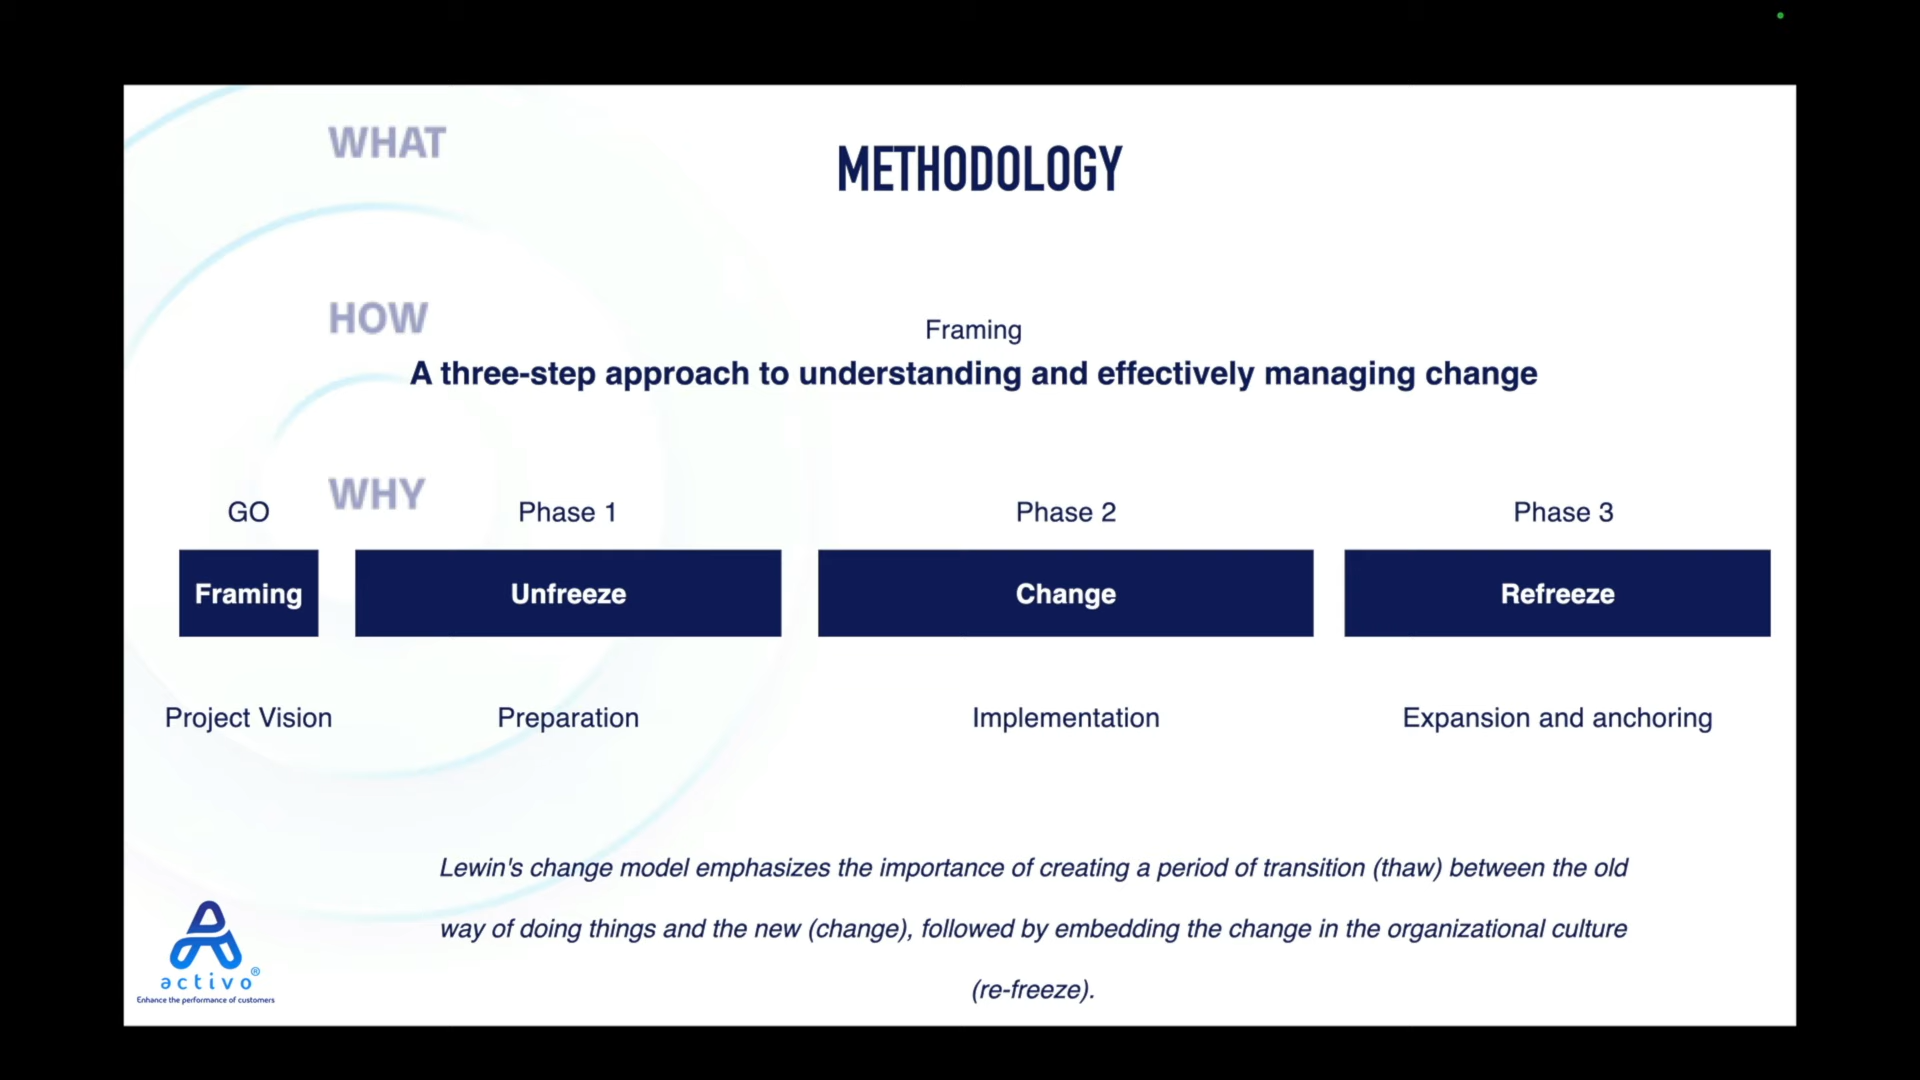 WHAT
METHODOLOGY
HOW
Framing
A three-step approach to understanding and effectively managing change
WHY
GO
Phase 1
Phase 2
Phase 3
Framing
Unfreeze
Change
Refreeze
Project Vision
Preparation
Implementation
Expansion and anchoring
Lewin's change model emphasizes the importance of creating a period of transition (thaw) between the old
way of doing things and the new (change), followed by embedding the change in the organizational culture
(re-freeze).
activo®
Enhance the performance of customers